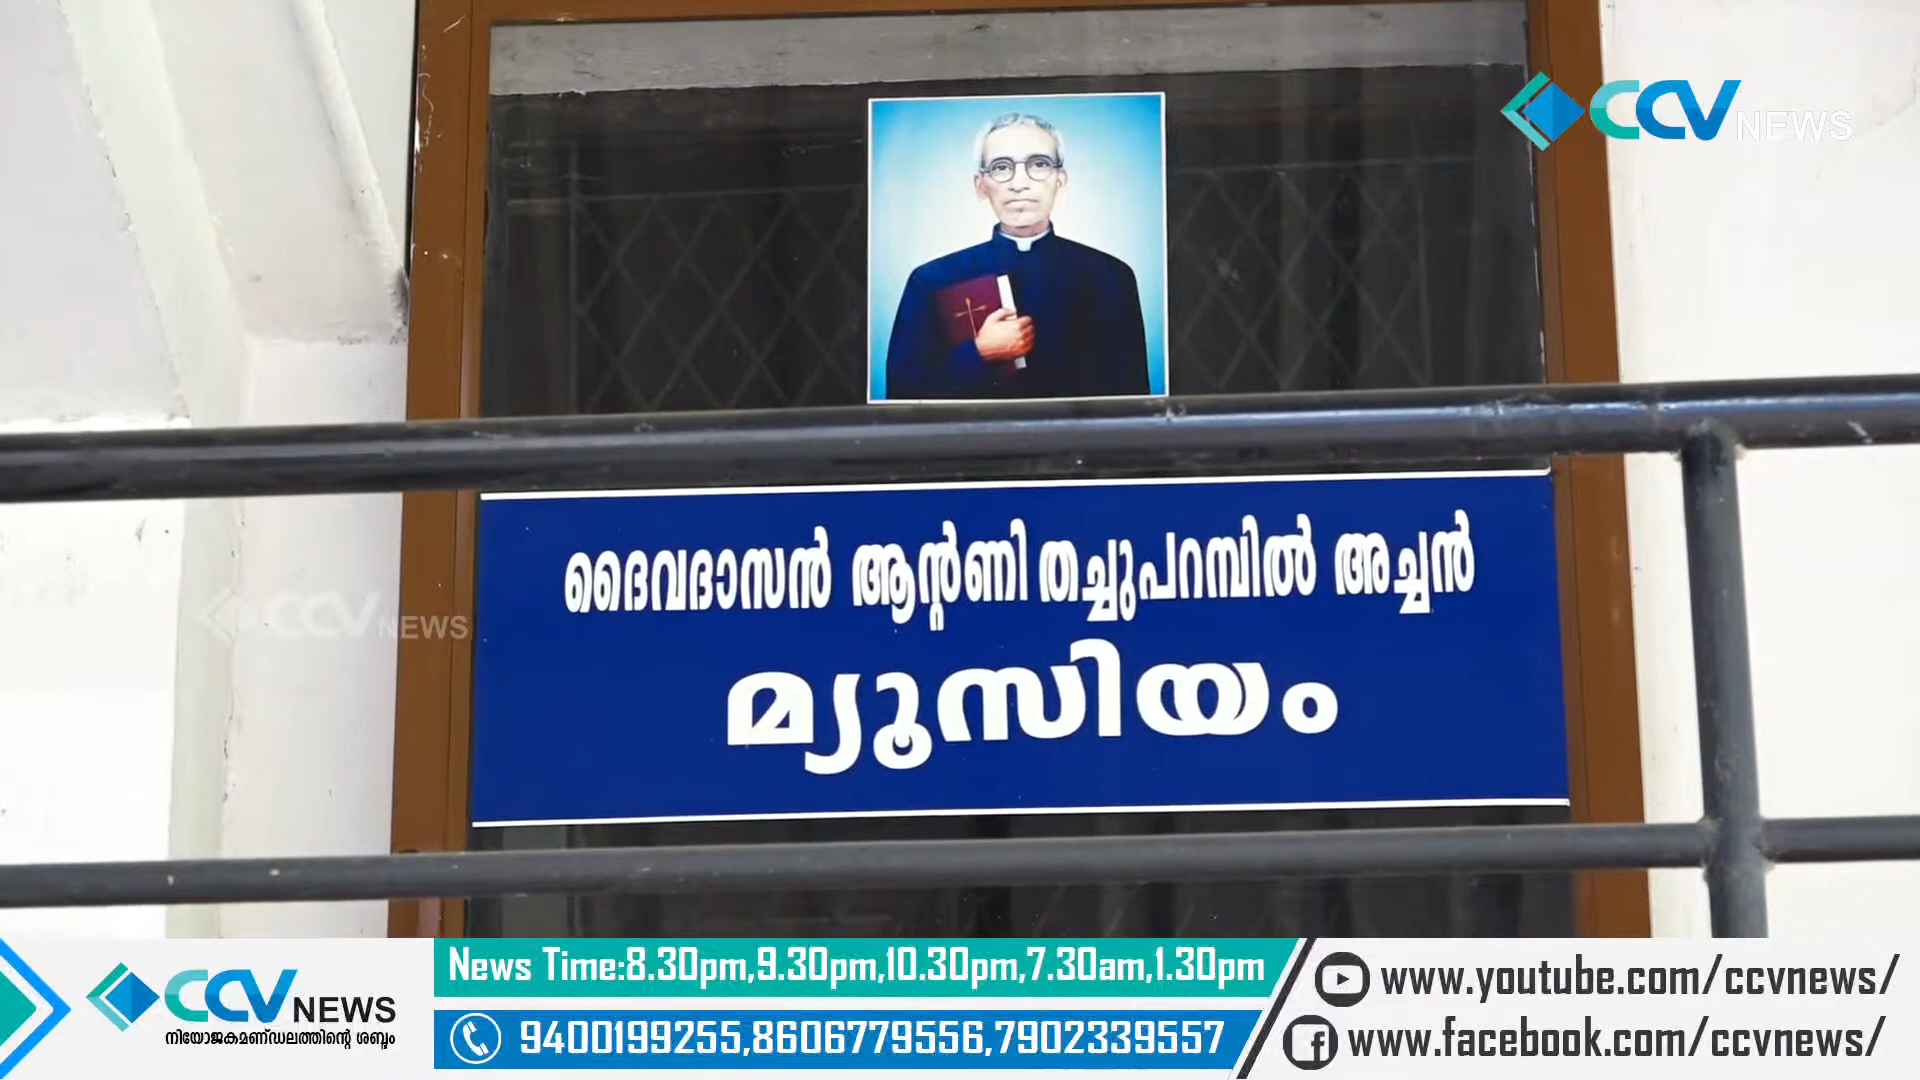 CCV NEWS
ദൈവദാസൻ ആന്റണി തച്ചുപറമ്പിൽ അച്ചൻ
മ്യൂസിയം
CCV NEWS
CCV NEWS
നിയോജകമണ്ഡലത്തിന്റെ ശബ്ദം
News Time:8.30pm,9.30pm,10.30pm,7.30am,1.30pm
9400199255,8606779556,7902339557
www.youtube.com/ccvnews/
www.facebook.com/ccvnews/